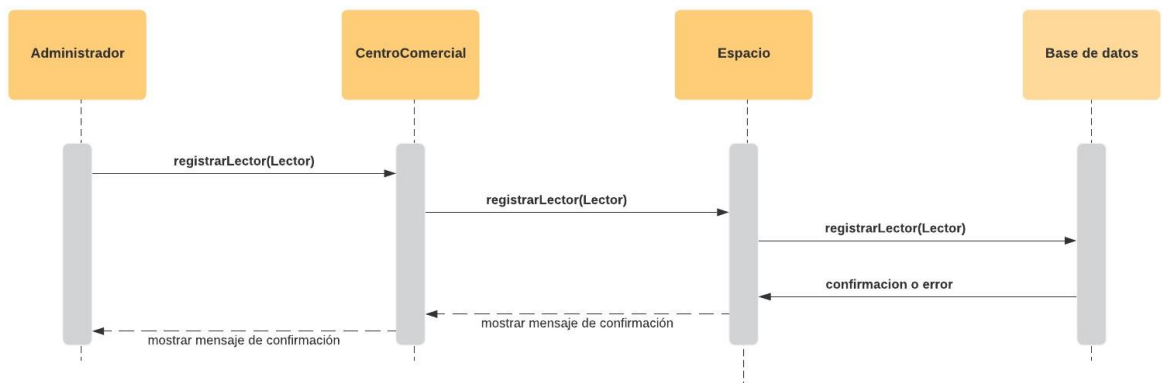 Administrador
CentroComercial
Espacio
Base de datos
registrarLector(Lector)
registrarLector(Lector)
registrarLector(Lector)
confirmacion o error
mostrar mensaje de confirmación
mostrar mensaje de confirmación